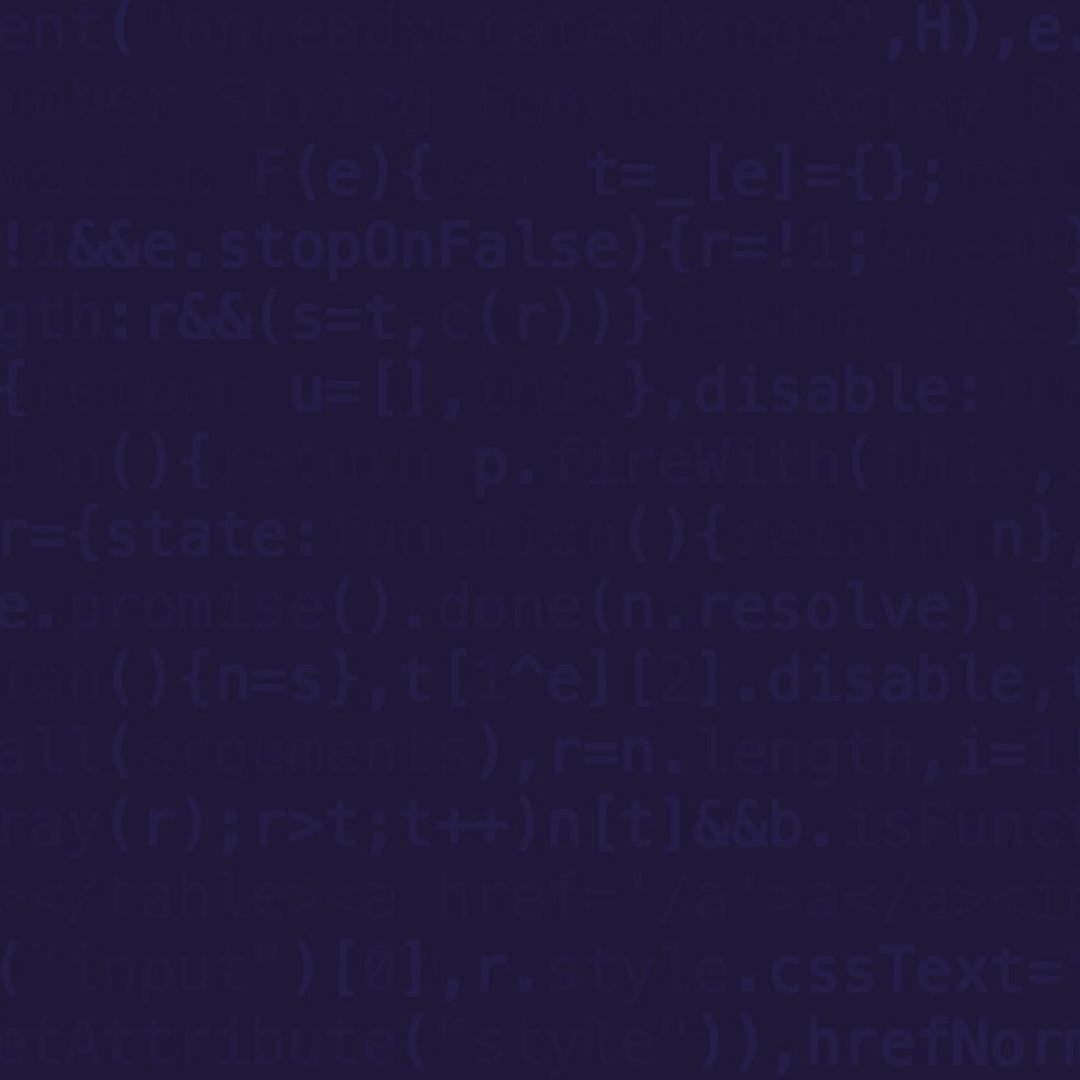 ent("onreadystatechange",H),e.
umber String Function Array D
nction F(e){var t=_[e]={};ret
!1&&e.stopOnFalse){r=!1;break}
gth:r&&(s=t,c(r))}return this}
{return u=[],this},disable:fu
ion(){return p.fireWith(this,a
r={state:function(){return n},
e.promise().done(n.resolve).fa
ion(){n=s},t[1^e][2].disable,t
all(arguments),r=n.length,i=1
ray(r);r>t;t++)n[t]&&b.isFunct
></table><a href='/a'>a</a><in
("input")[0],r.style.cssText=
etAttribute("style")),hrefNorm